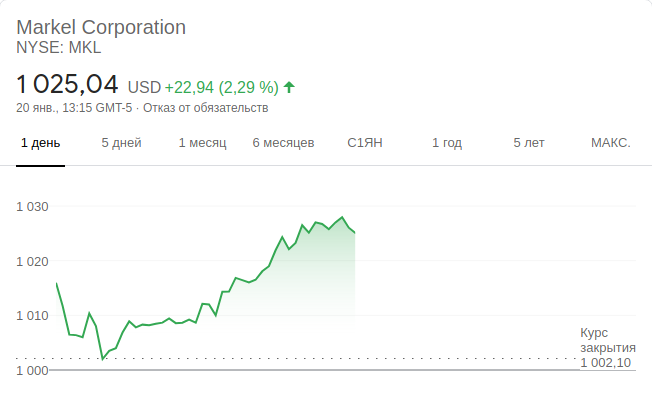 Markel Corporation
NYSE: MKL
1 025,04 USD +22,94 (2,29 %)
20 янв., 13:15 GMT-5 · Отказ от обязательств
1 день 5 дней 1 месяц 6 месяцев С1ЯН 1 год 5 лет МАКС.
1 030
1 020
1 010
Курс
закрытия
1 002,10
1 000